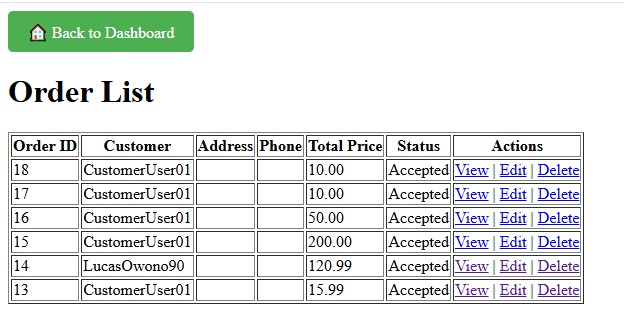 🏠 Back to Dashboard
Order List
Order ID Customer Address Phone Total Price Status Actions
18 CustomerUser01 10.00 Accepted View | Edit | Delete
17 CustomerUser01 10.00 Accepted View | Edit | Delete
16 CustomerUser01 50.00 Accepted View | Edit | Delete
15 CustomerUser01 200.00 Accepted View | Edit | Delete
14 LucasOwono90 120.99 Accepted View | Edit | Delete
13 CustomerUser01 15.99 Accepted View | Edit | Delete